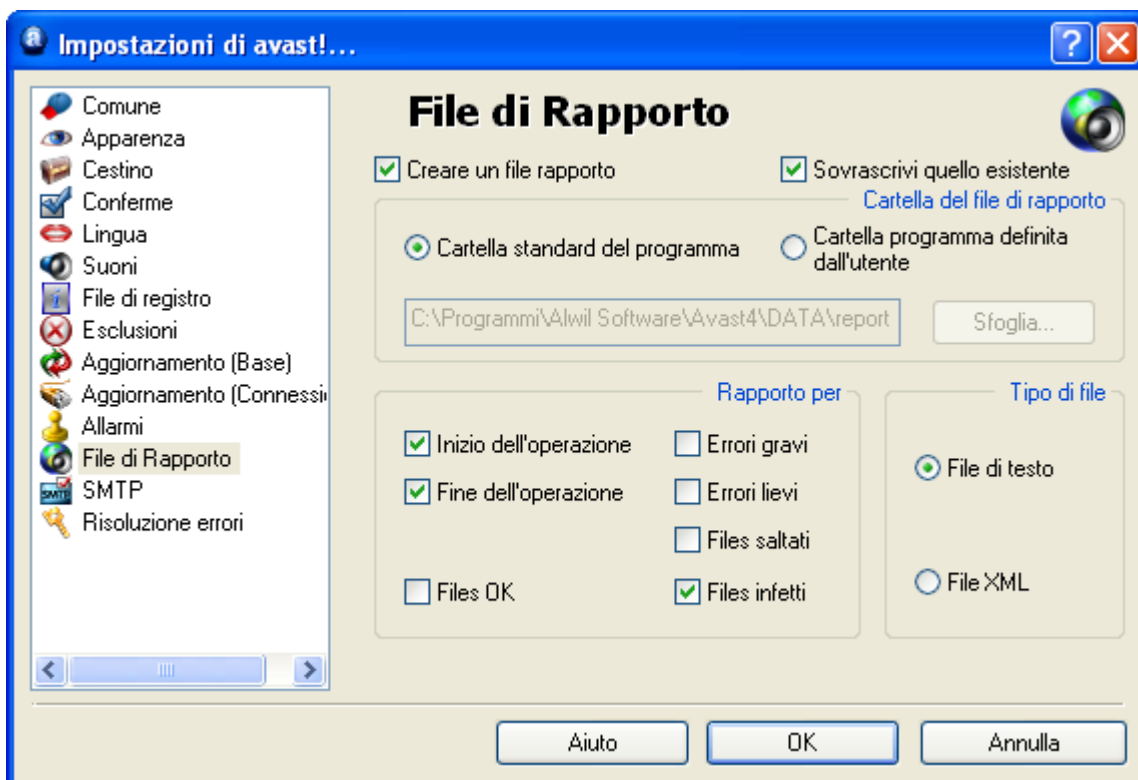 Impostazioni di avast!...
Comune
Apparenza
Cestino
Conferme
Lingua
Suoni
File di registro
Esclusioni
Aggiornamento (Base)
Aggiornamento (Connessi
Allarmi
File di Rapporto
SMTP
Risoluzione errori
File di Rapporto
Creare un file rapporto
Sovrascrivi quello esistente
Cartella del file di rapporto
Cartella standard del programma
Cartella programma definita
dall'utente
C:\Programmi\Alwil Software\Avast4\DATA\report
Sfoglia...
Rapporto per
Inizio dell'operazione
Errori gravi
Fine dell'operazione
Errori lievi
Files saltati
Files OK
Files infetti
Tipo di file
File di testo
File XML
Aiuto
OK
Annulla